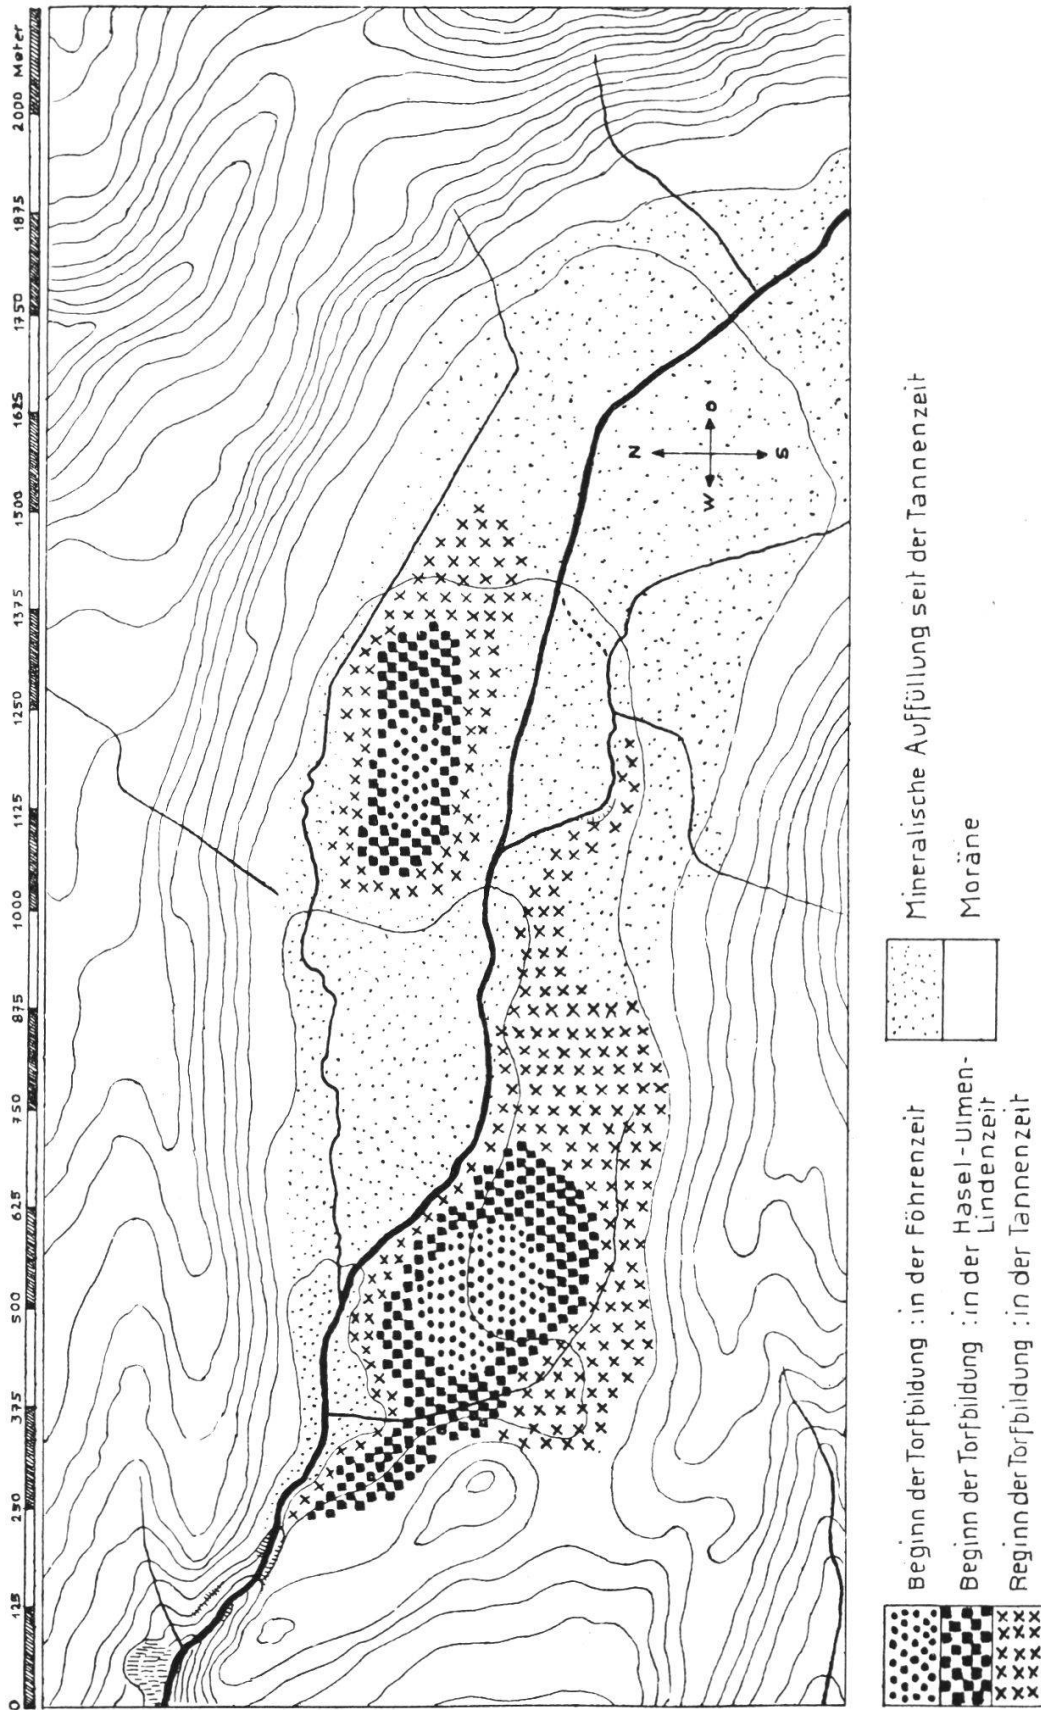 0 125 250 375 500 625 750 875 1000 1125 1250 1375 1500 1625 1750 1875 2000 Meter
N
W O
S
Beginn der Torfbildung : in der Föhrenzeit
Beginn der Torfbildung : in der Hasel-Ulmen-
Lindenzeit
Beginn der Torfbildung : in der Tannenzeit
Mineralische Auffüllung seit der Tannenzeit
Moräne